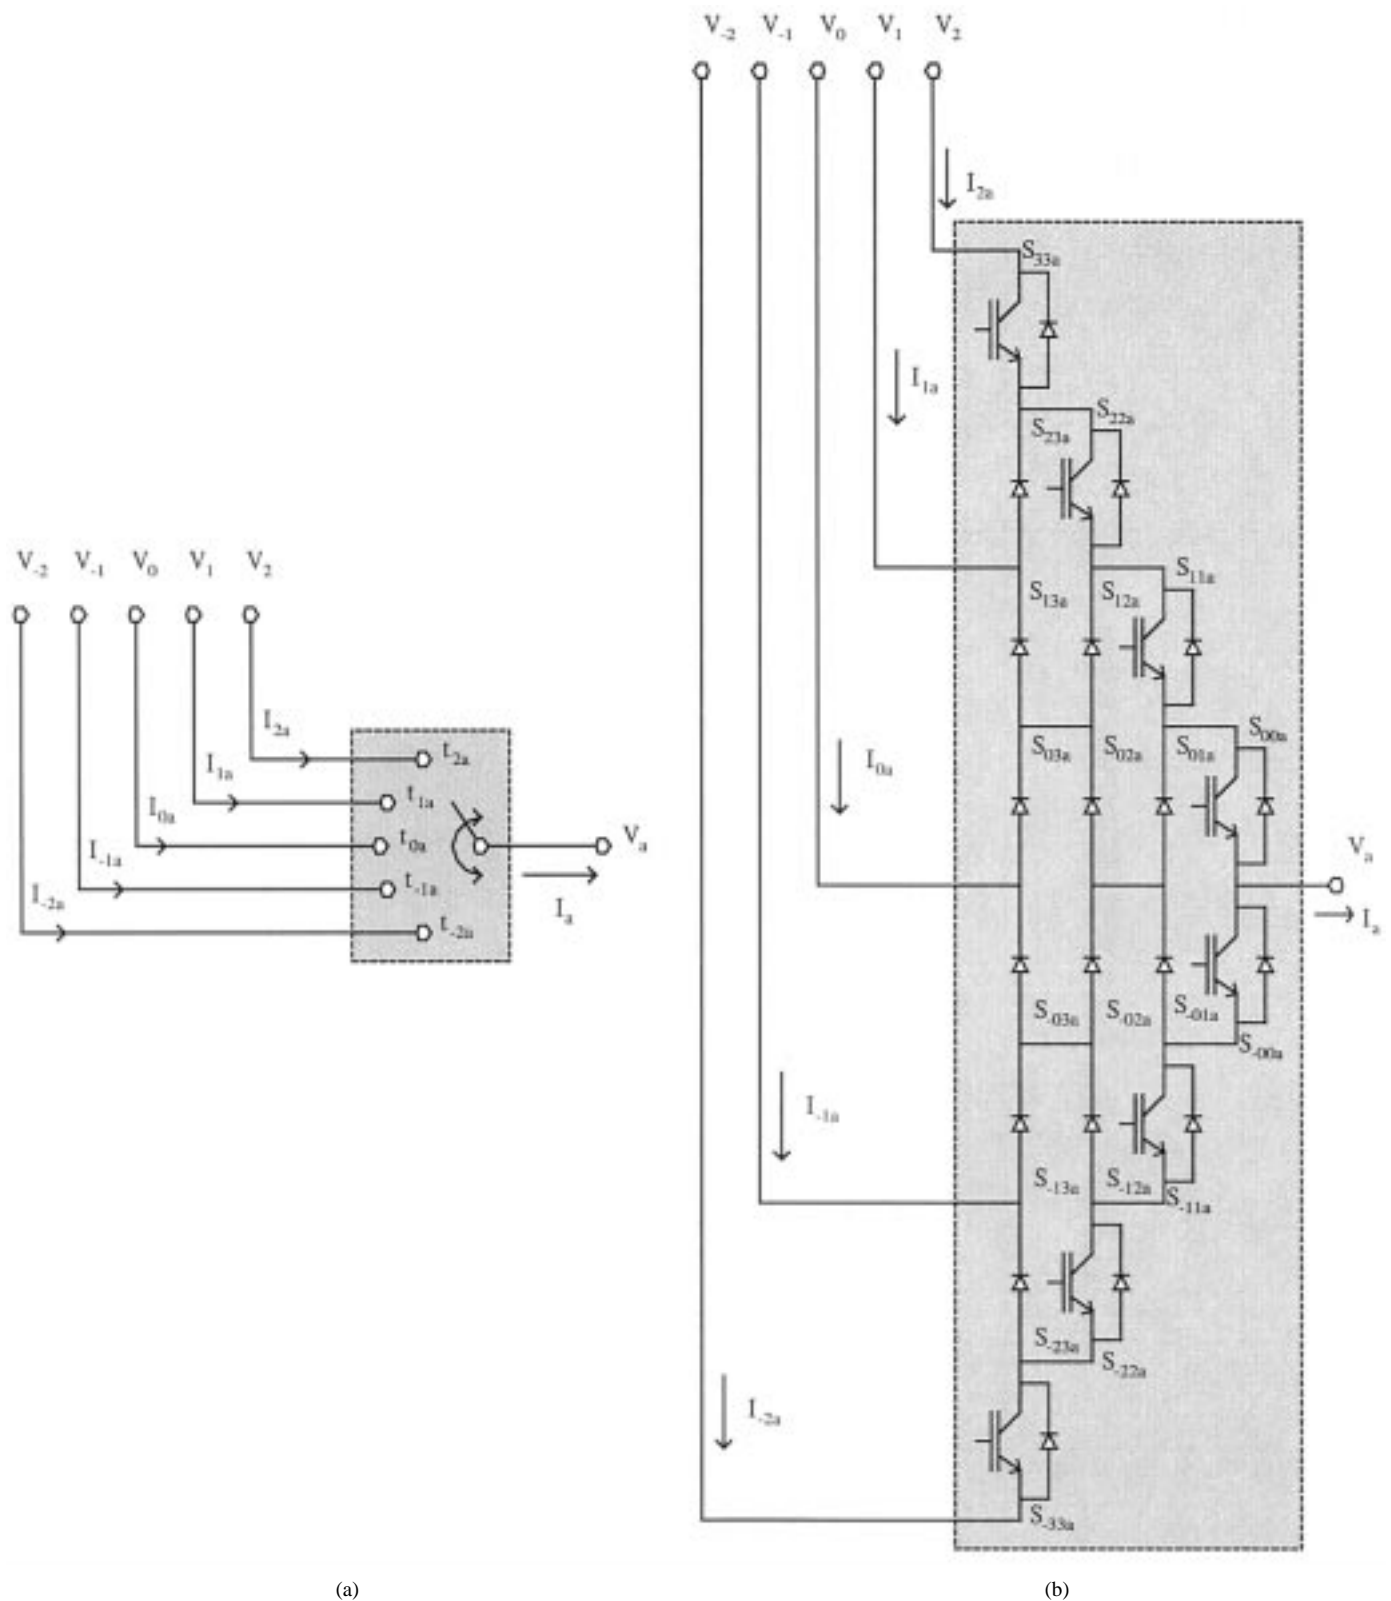 V-2 V-1 V0 V1 V2
I2a
I1a
I0a
I-1a
I-2a
t2a
t1a
t0a
t-1a
t-2a
Va
Ia
(a)
V-2 V-1 V0 V1 V2
I2a
I1a
I0a
I-1a
I-2a
S33a
S23a S22a
S13a S12a S11a
S03a S02a S01a S00a
Va
Ia
S-03a S-02a S-01a S-00a
S-13a S-12a S-11a
S-23a S-22a
S-33a
(b)